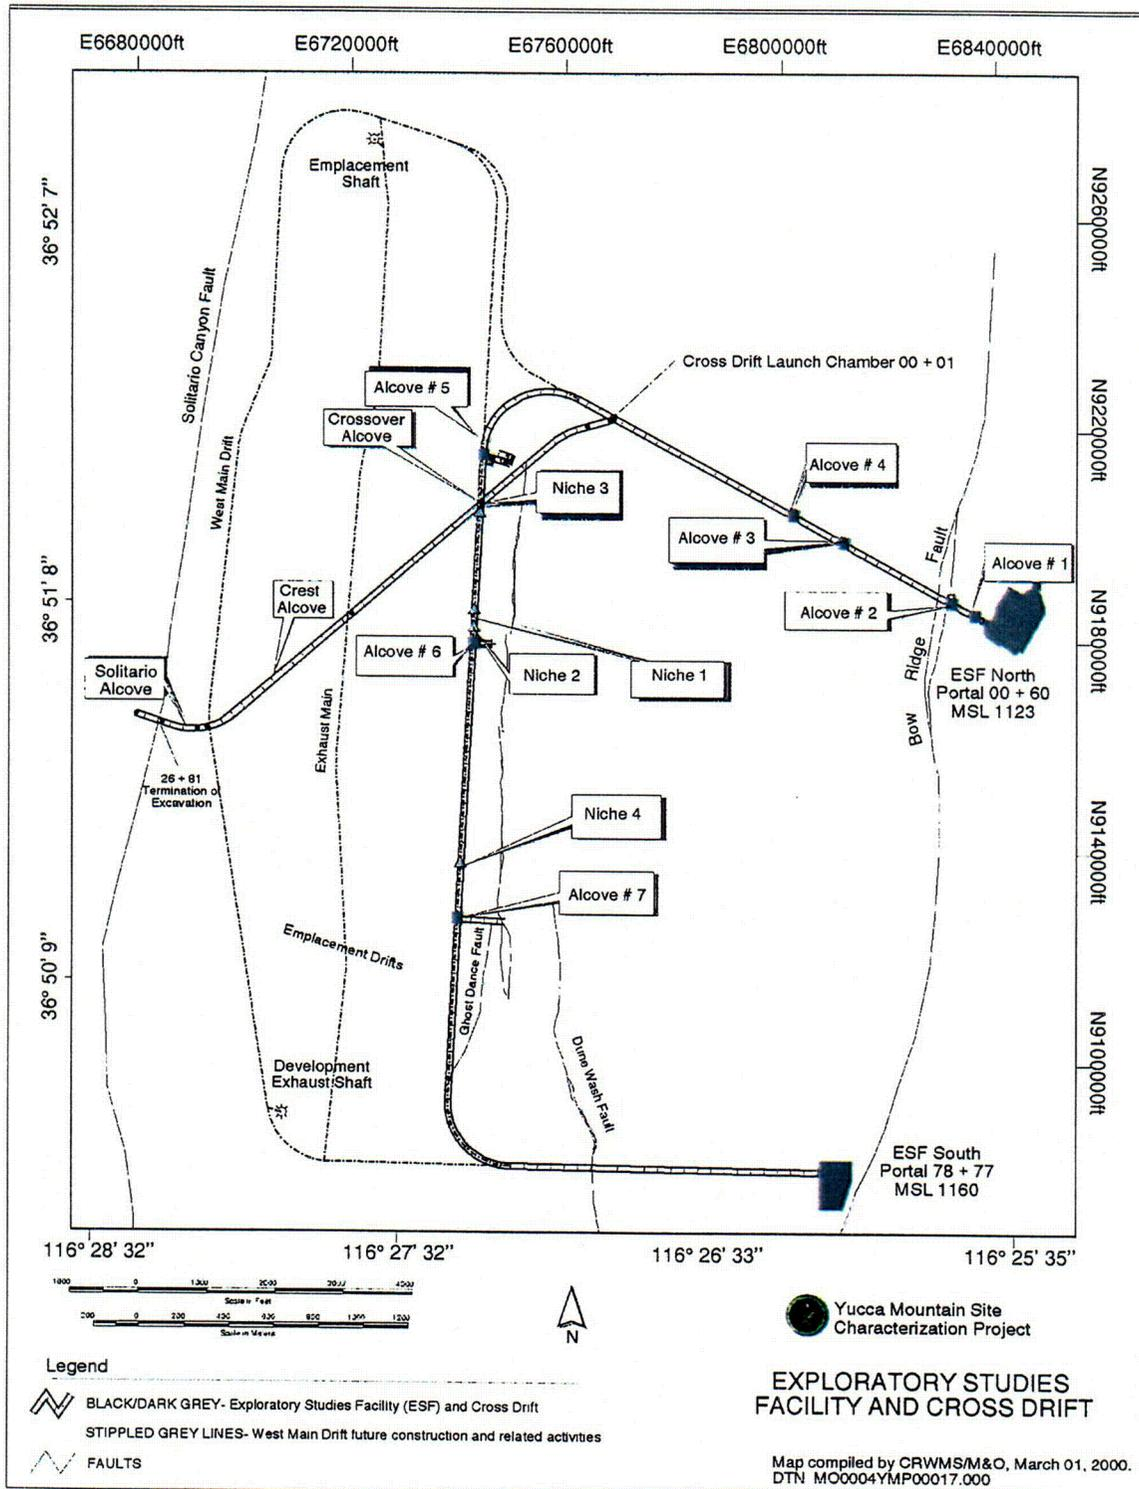 E6680000ft E6720000ft E6760000ft E6800000ft E6840000ft
36° 52' 7"
36° 51' 8"
36° 50' 9"
N9260000ft
N9220000ft
N9180000ft
N9140000ft
N9100000ft
Emplacement
Shaft
Solitario Canyon Fault
West Main Drift
Cross Drift Launch Chamber 00 + 01
Alcove # 5
Crossover
Alcove
Niche 3
Alcove # 4
Alcove # 3
Fault
Alcove # 1
Alcove # 2
Crest
Alcove
Alcove # 6
Niche 2
Niche 1
Ridge
Bow
ESF North
Portal 00 + 60
MSL 1123
Solitario
Alcove
Exhaust Main
26 + 81
Termination of
Excavation
Niche 4
Alcove # 7
Emplacement Drifts
Ghost Dance Fault
Dune Wash Fault
Development
Exhaust Shaft
ESF South
Portal 78 + 77
MSL 1160
116° 28' 32" 116° 27' 32" 116° 26' 33" 116° 25' 35"
Scale in Feet
Scale in Meters
N
Yucca Mountain Site
Characterization Project
Legend
BLACK/DARK GREY- Exploratory Studies Facility (ESF) and Cross Drift
STIPPLED GREY LINES- West Main Drift future construction and related activities
FAULTS
EXPLORATORY STUDIES
FACILITY AND CROSS DRIFT
Map compiled by CRWMS/M&O, March 01, 2000.
DTN MO0004YMP00017.000